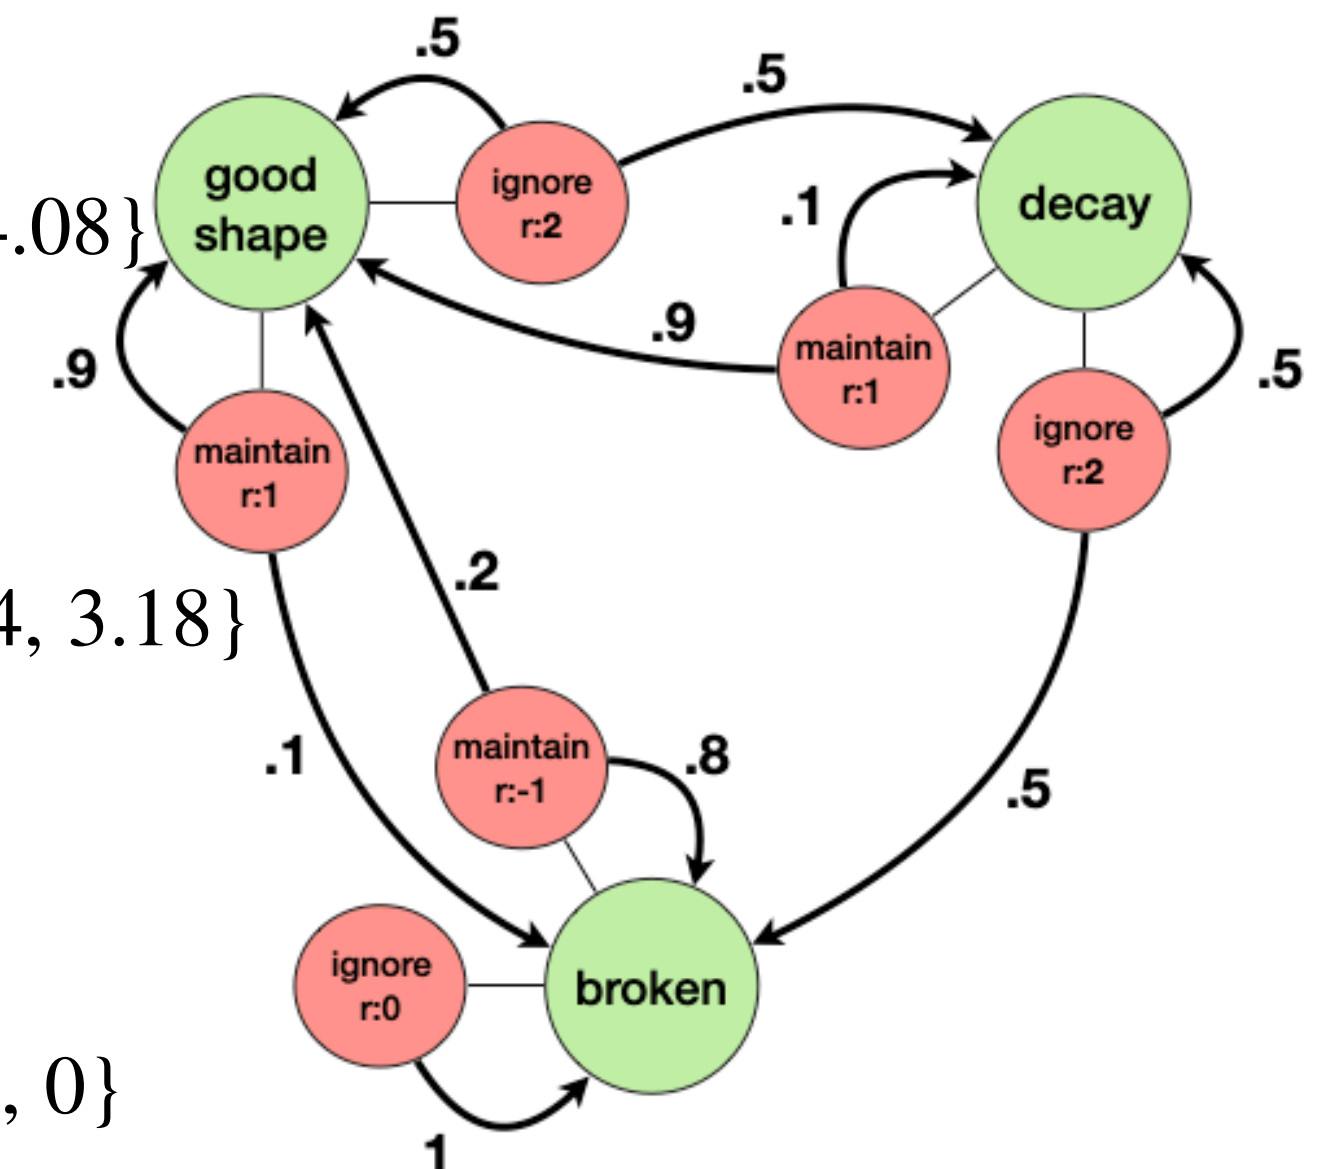 .5
.5
good
shape
ignore
r:2
decay
.1
.08}
.9
maintain
r:1
.9
.5
ignore
r:2
maintain
r:1
.2
4, 3.18}
.1
maintain
r:-1
.8
.5
ignore
r:0
broken
, 0}
1